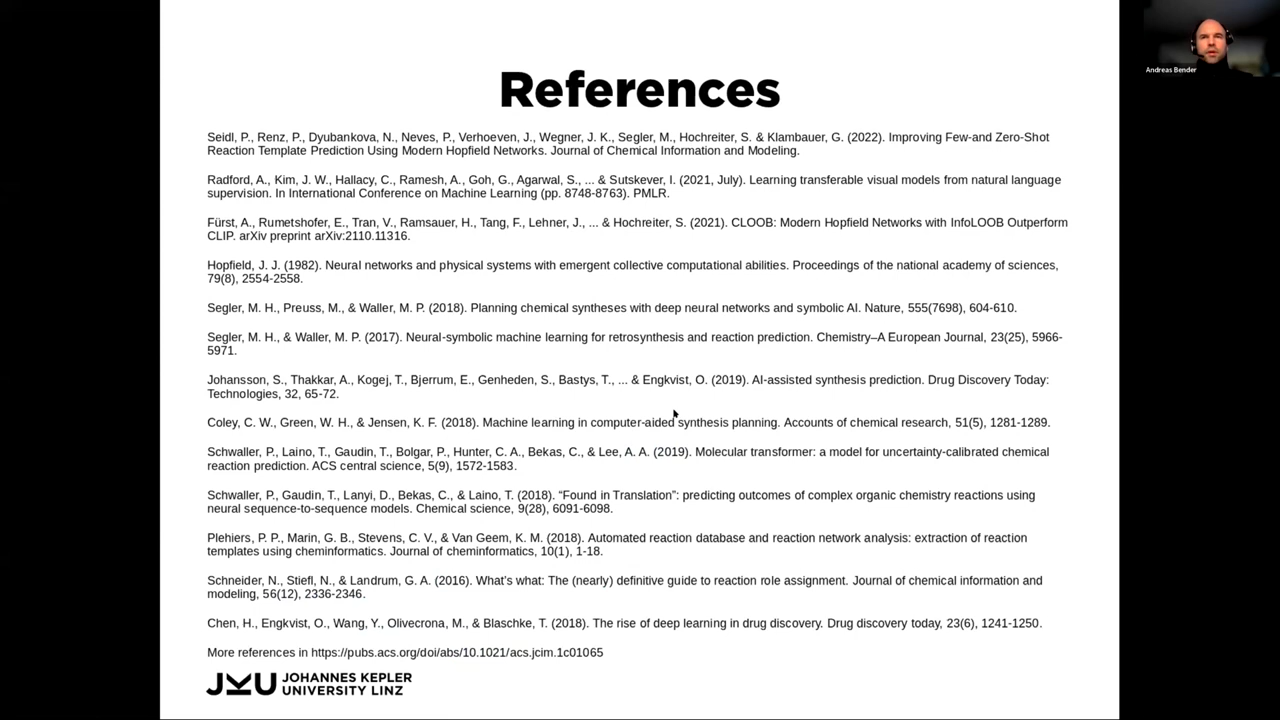 References
Andreas Bender
Seidl, P., Renz, P., Dyubankova, N., Neves, P., Verhoeven, J., Wegner, J. K., Segler, M., Hochreiter, S. & Klambauer, G. (2022). Improving Few-and Zero-Shot
Reaction Template Prediction Using Modern Hopfield Networks. Journal of Chemical Information and Modeling.
Radford, A., Kim, J. W., Hallacy, C., Ramesh, A., Goh, G., Agarwal, S., ... & Sutskever, I. (2021, July). Learning transferable visual models from natural language
supervision. In International Conference on Machine Learning (pp. 8748-8763). PMLR.
Fürst, A., Rumetshofer, E., Tran, V., Ramsauer, H., Tang, F., Lehner, J., ... & Hochreiter, S. (2021). CLOOB: Modern Hopfield Networks with InfoLOOB Outperform
CLIP. arXiv preprint arXiv:2110.11316.
Hopfield, J. J. (1982). Neural networks and physical systems with emergent collective computational abilities. Proceedings of the national academy of sciences,
79(8), 2554-2558.
Segler, M. H., Preuss, M., & Waller, M. P. (2018). Planning chemical syntheses with deep neural networks and symbolic AI. Nature, 555(7698), 604-610.
Segler, M. H., & Waller, M. P. (2017). Neural-symbolic machine learning for retrosynthesis and reaction prediction. Chemistry–A European Journal, 23(25), 5966-
5971.
Johansson, S., Thakkar, A., Kogej, T., Bjerrum, E., Genheden, S., Bastys, T., ... & Engkvist, O. (2019). AI-assisted synthesis prediction. Drug Discovery Today:
Technologies, 32, 65-72.
Coley, C. W., Green, W. H., & Jensen, K. F. (2018). Machine learning in computer-aided synthesis planning. Accounts of chemical research, 51(5), 1281-1289.
Schwaller, P., Laino, T., Gaudin, T., Bolgar, P., Hunter, C. A., Bekas, C., & Lee, A. A. (2019). Molecular transformer: a model for uncertainty-calibrated chemical
reaction prediction. ACS central science, 5(9), 1572-1583.
Schwaller, P., Gaudin, T., Lanyi, D., Bekas, C., & Laino, T. (2018). “Found in Translation”: predicting outcomes of complex organic chemistry reactions using
neural sequence-to-sequence models. Chemical science, 9(28), 6091-6098.
Plehiers, P. P., Marin, G. B., Stevens, C. V., & Van Geem, K. M. (2018). Automated reaction database and reaction network analysis: extraction of reaction
templates using cheminformatics. Journal of cheminformatics, 10(1), 1-18.
Schneider, N., Stiefl, N., & Landrum, G. A. (2016). What’s what: The (nearly) definitive guide to reaction role assignment. Journal of chemical information and
modeling, 56(12), 2336-2346.
Chen, H., Engkvist, O., Wang, Y., Olivecrona, M., & Blaschke, T. (2018). The rise of deep learning in drug discovery. Drug discovery today, 23(6), 1241-1250.
More references in https://pubs.acs.org/doi/abs/10.1021/acs.jcim.1c01065
JKU JOHANNES KEPLER
UNIVERSITY LINZ